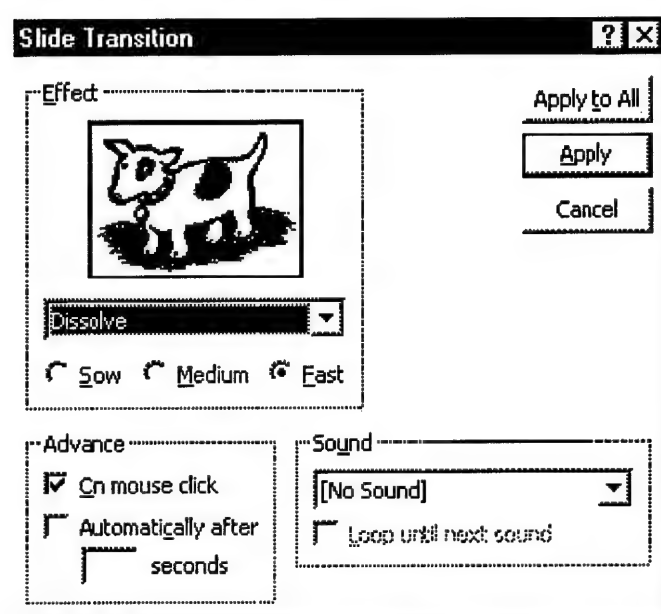 Slide Transition
Effect
Apply to All
Apply
Cancel
Dissolve
Sow Medium Fast
Advance
On mouse click
Automatically after
seconds
Sound
[No Sound]
Loop until next sound